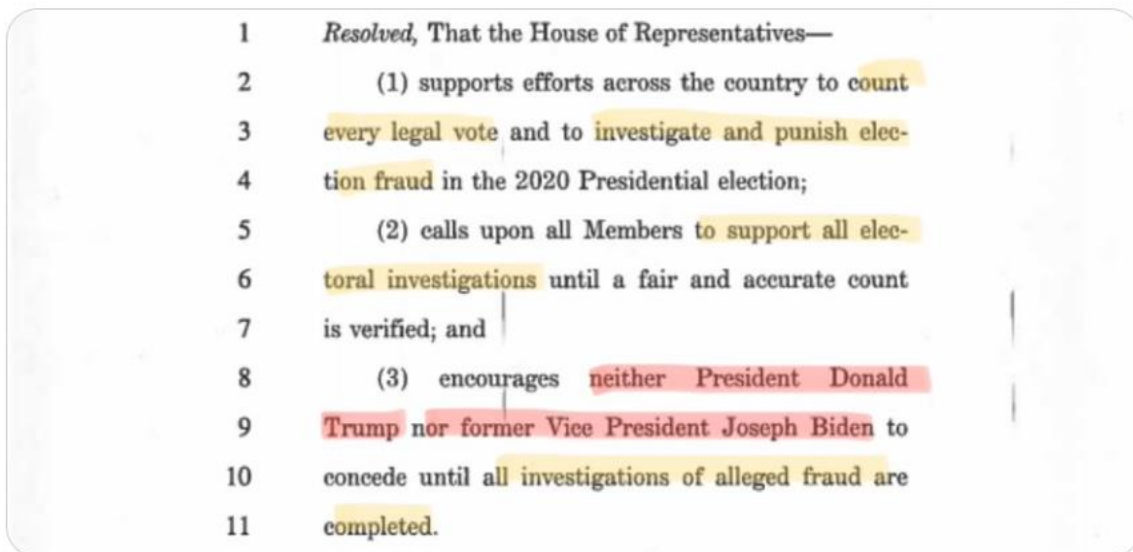 1 Resolved, That the House of Representatives—
2 (1) supports efforts across the country to count
3 every legal vote and to investigate and punish elec-
4 tion fraud in the 2020 Presidential election;
5 (2) calls upon all Members to support all elec-
6 toral investigations until a fair and accurate count
7 is verified; and
8 (3) encourages neither President Donald
9 Trump nor former Vice President Joseph Biden to
10 concede until all investigations of alleged fraud are
11 completed.